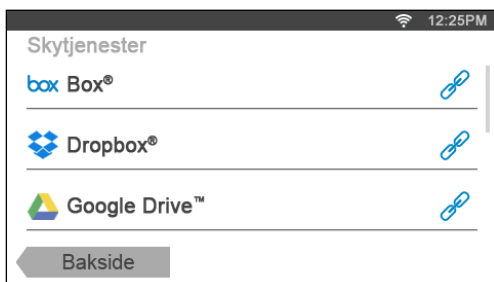 12:25PM
Skytjenester
box Box®
Dropbox®
Google Drive™
Bakside